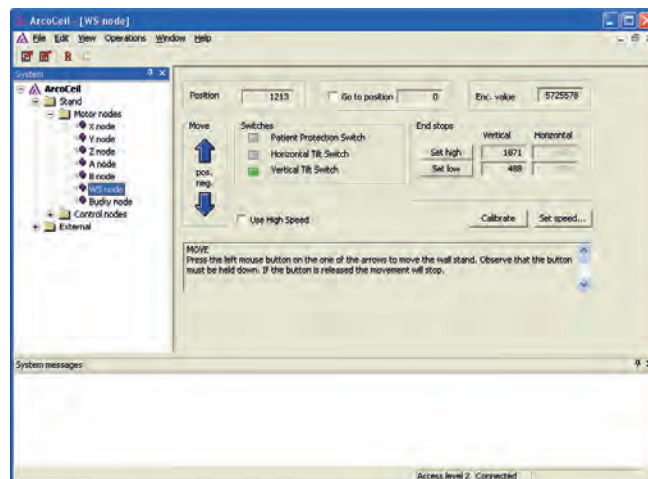 ArcoCeil - [WS node]
File Edit View Operations Window Help
R C
System
ArcoCeil
Stand
Motor nodes
X node
Y node
Z node
A node
B node
WS node
Bucky node
Control nodes
External
Position 1213 Go to position 0 Enc. value 5725578
Move
pos.
neg.
Switches
Patient Protection Switch
Horizontal Tilt Switch
Vertical Tilt Switch
Use High Speed
End stops
Vertical Horizontal
Set high 1871
Set low 488
Calibrate Set speed...
MOVE
Press the left mouse button on the one of the arrows to move the wall stand. Observe that the button
must be held down. If the button is released the movement will stop.
System messages
Access level 2 Connected